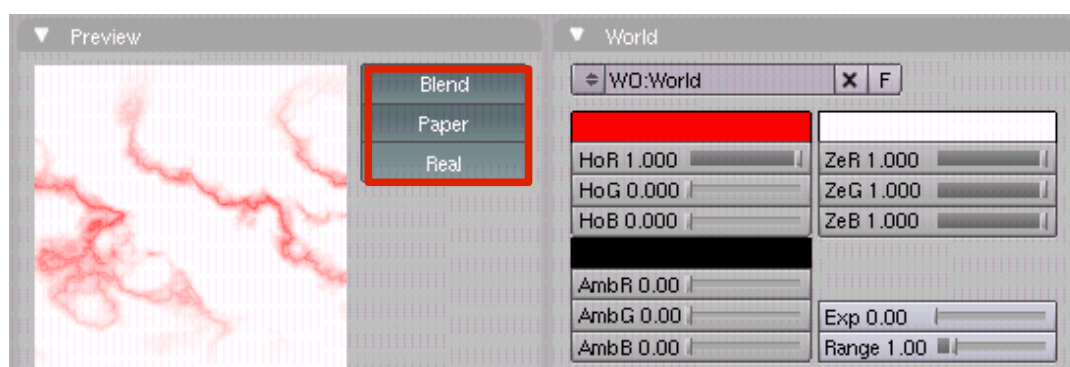 Preview
Blend
Paper
Real
World
WO:World X F
HoR 1.000
HoG 0.000
HoB 0.000
ZeR 1.000
ZeG 1.000
ZeB 1.000
AmbR 0.00
AmbG 0.00
AmbB 0.00
Exp 0.00
Range 1.00